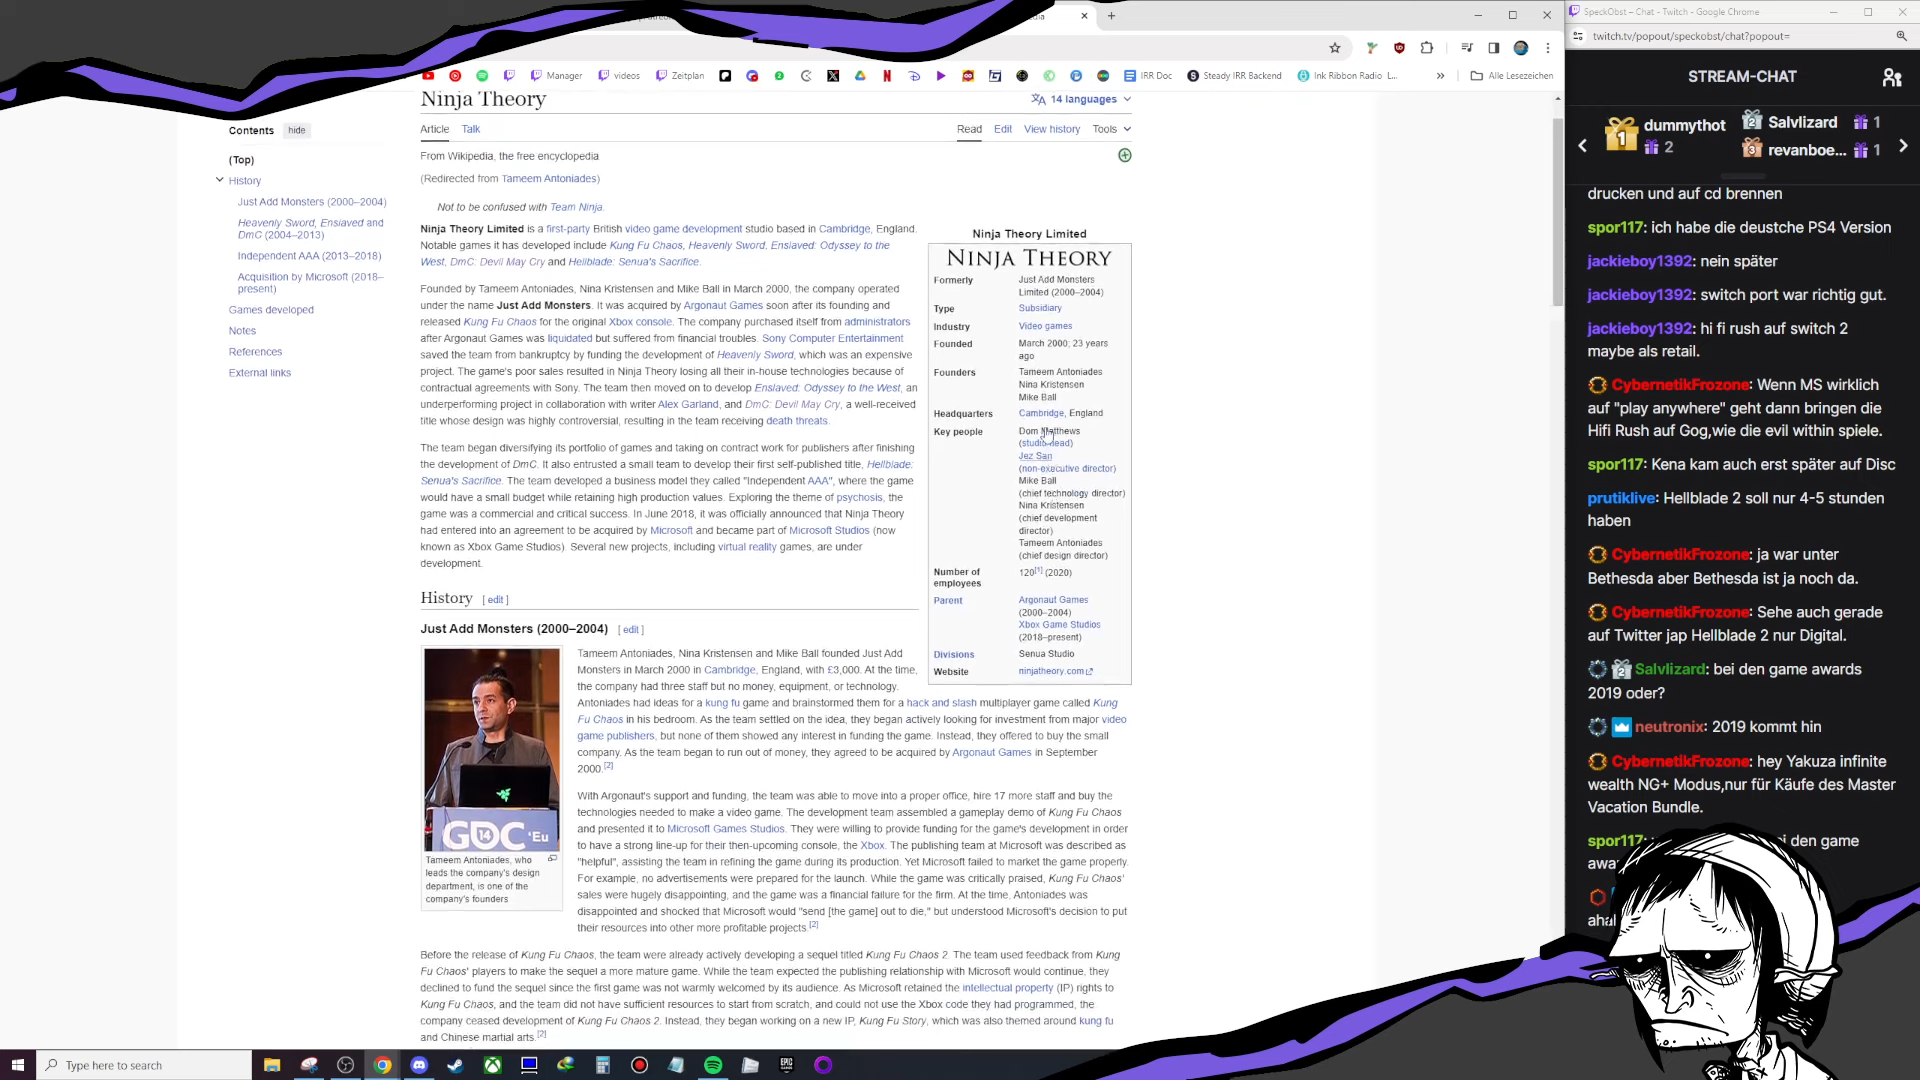 SpeckObst – Chat - Twitch - Google Chrome
twitch.tv/popout/speckobst/chat?popout=
Manager
videos
Zeitplan
IRR Doc
Steady IRR Backend
Ink Ribbon Radio L...
Alle Lesezeichen
Ninja Theory
14 languages
Contents
hide
(Top)
History
Just Add Monsters (2000–2004)
Heavenly Sword, Enslaved and
DmC (2004–2013)
Independent AAA (2013–2018)
Acquisition by Microsoft (2018–
present)
Games developed
Notes
References
External links
Article
Talk
Read
Edit
View history
Tools
From Wikipedia, the free encyclopedia
(Redirected from Tameem Antoniades)
Not to be confused with Team Ninja.
Ninja Theory Limited is a first-party British video game development studio based in Cambridge, England.
Notable games it has developed include Kung Fu Chaos, Heavenly Sword, Enslaved: Odyssey to the
West, DmC: Devil May Cry and Hellblade: Senua's Sacrifice.
Founded by Tameem Antoniades, Nina Kristensen and Mike Ball in March 2000, the company operated
under the name Just Add Monsters. It was acquired by Argonaut Games soon after its founding and
released Kung Fu Chaos for the original Xbox console. The company purchased itself from administrators
after Argonaut Games was liquidated but suffered from financial troubles. Sony Computer Entertainment
saved the team from bankruptcy by funding the development of Heavenly Sword, which was an expensive
project. The game's poor sales resulted in Ninja Theory losing all their in-house technologies because of
contractual agreements with Sony. The team then moved on to develop Enslaved: Odyssey to the West, an
underperforming project in collaboration with writer Alex Garland, and DmC: Devil May Cry, a well-received
title whose design was highly controversial, resulting in the team receiving death threats.
The team began diversifying its portfolio of games and taking on contract work for publishers after finishing
the development of DmC. It also entrusted a small team to develop their first self-published title, Hellblade:
Senua's Sacrifice. The team developed a business model they called "Independent AAA", where the game
would have a small budget while retaining high production values. Exploring the theme of psychosis, the
game was a commercial and critical success. In June 2018, it was officially announced that Ninja Theory
had entered into an agreement to be acquired by Microsoft and became part of Microsoft Studios (now
known as Xbox Game Studios). Several new projects, including virtual reality games, are under
development.
Ninja Theory Limited
NINJA THEORY
Formerly
Just Add Monsters
Limited (2000–2004)
Type
Subsidiary
Industry
Video games
Founded
March 2000; 23 years
ago
Founders
Tameem Antoniades
Nina Kristensen
Mike Ball
Headquarters
Cambridge, England
Key people
Dom Matthews
(studio head)
Jez San
(non-executive director)
Mike Ball
(chief technology director)
Nina Kristensen
(chief development
director)
Tameem Antoniades
(chief design director)
Number of
employees
120[1] (2020)
Parent
Argonaut Games
(2000–2004)
Xbox Game Studios
(2018–present)
Divisions
Senua Studio
Website
ninjatheory.com
History [ edit ]
Just Add Monsters (2000–2004) [ edit ]
GDC 14 'Eu
Tameem Antoniades, who
leads the company's design
department, is one of the
company's founders
Tameem Antoniades, Nina Kristensen and Mike Ball founded Just Add
Monsters in March 2000 in Cambridge, England, with £3,000. At the time,
the company had three staff but no money, equipment, or technology.
Antoniades had ideas for a kung fu game and brainstormed them for a hack and slash multiplayer game called Kung
Fu Chaos in his bedroom. As the team settled on the idea, they began actively looking for investment from major video
game publishers, but none of them showed any interest in funding the game. Instead, they offered to buy the small
company. As the team began to run out of money, they agreed to be acquired by Argonaut Games in September
2000.[2]
With Argonaut's support and funding, the team was able to move into a proper office, hire 17 more staff and buy the
technologies needed to make a video game. The development team assembled a gameplay demo of Kung Fu Chaos
and presented it to Microsoft Games Studios. They were willing to provide funding for the game's development in order
to have a strong line-up for their then-upcoming console, the Xbox. The publishing team at Microsoft was described as
"helpful", assisting the team in refining the game during its production. Yet Microsoft failed to market the game properly.
For example, no advertisements were prepared for the launch. While the game was critically praised, Kung Fu Chaos'
sales were hugely disappointing, and the game was a financial failure for the firm. At the time, Antoniades was
disappointed and shocked that Microsoft would "send [the game] out to die," but understood Microsoft's decision to put
their resources into other more profitable projects.[2]
Before the release of Kung Fu Chaos, the team were already actively developing a sequel titled Kung Fu Chaos 2. The team used feedback from Kung
Fu Chaos' players to make the sequel a more mature game. While the team expected the publishing relationship with Microsoft would continue, they
declined to fund the sequel since the first game was not warmly welcomed by its audience. As Microsoft retained the intellectual property (IP) rights to
Kung Fu Chaos, and the team did not have sufficient resources to start from scratch, and could not use the Xbox code they had programmed, the
company ceased development of Kung Fu Chaos 2. Instead, they began working on a new IP, Kung Fu Story, which was also themed around kung fu
and Chinese martial arts.[2]
STREAM-CHAT
1 dummythot 2
2 Salvlizard 1
3 revanboe... 1
drucken und auf cd brennen
spor117: ich habe die deustche PS4 Version
jackieboy1392: nein später
jackieboy1392: switch port war richtig gut.
jackieboy1392: hi fi rush auf switch 2
maybe als retail.
CybernetikFrozone: Wenn MS wirklich
auf "play anywhere" geht dann bringen die
Hifi Rush auf Gog,wie die evil within spiele.
spor117: Kena kam auch erst später auf Disc
prutiklive: Hellblade 2 soll nur 4-5 stunden
haben
CybernetikFrozone: ja war unter
Bethesda aber Bethesda ist ja noch da.
CybernetikFrozone: Sehe auch gerade
auf Twitter jap Hellblade 2 nur Digital.
Salvlizard: bei den game awards
2019 oder?
neutronix: 2019 kommt hin
CybernetikFrozone: hey Yakuza infinite
wealth NG+ Modus,nur für Käufe des Master
Vacation Bundle.
spor117: den game
Type here to search